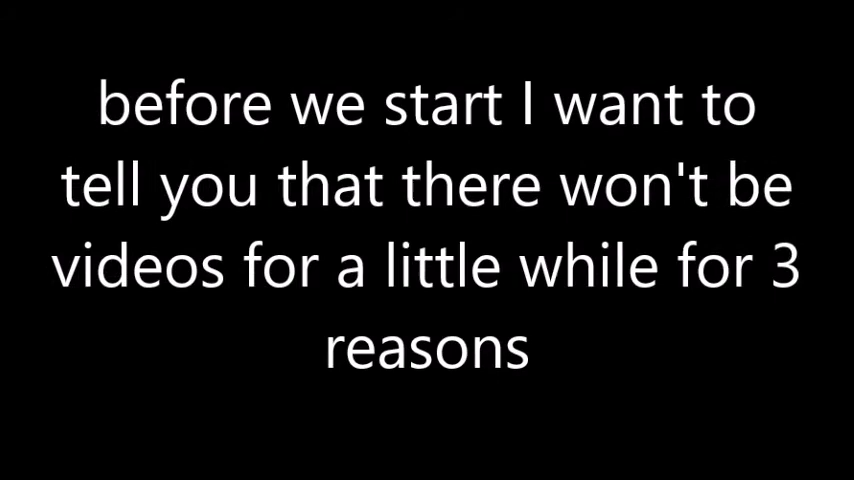 before we start I want to
tell you that there won't be
videos for a little while for 3
reasons